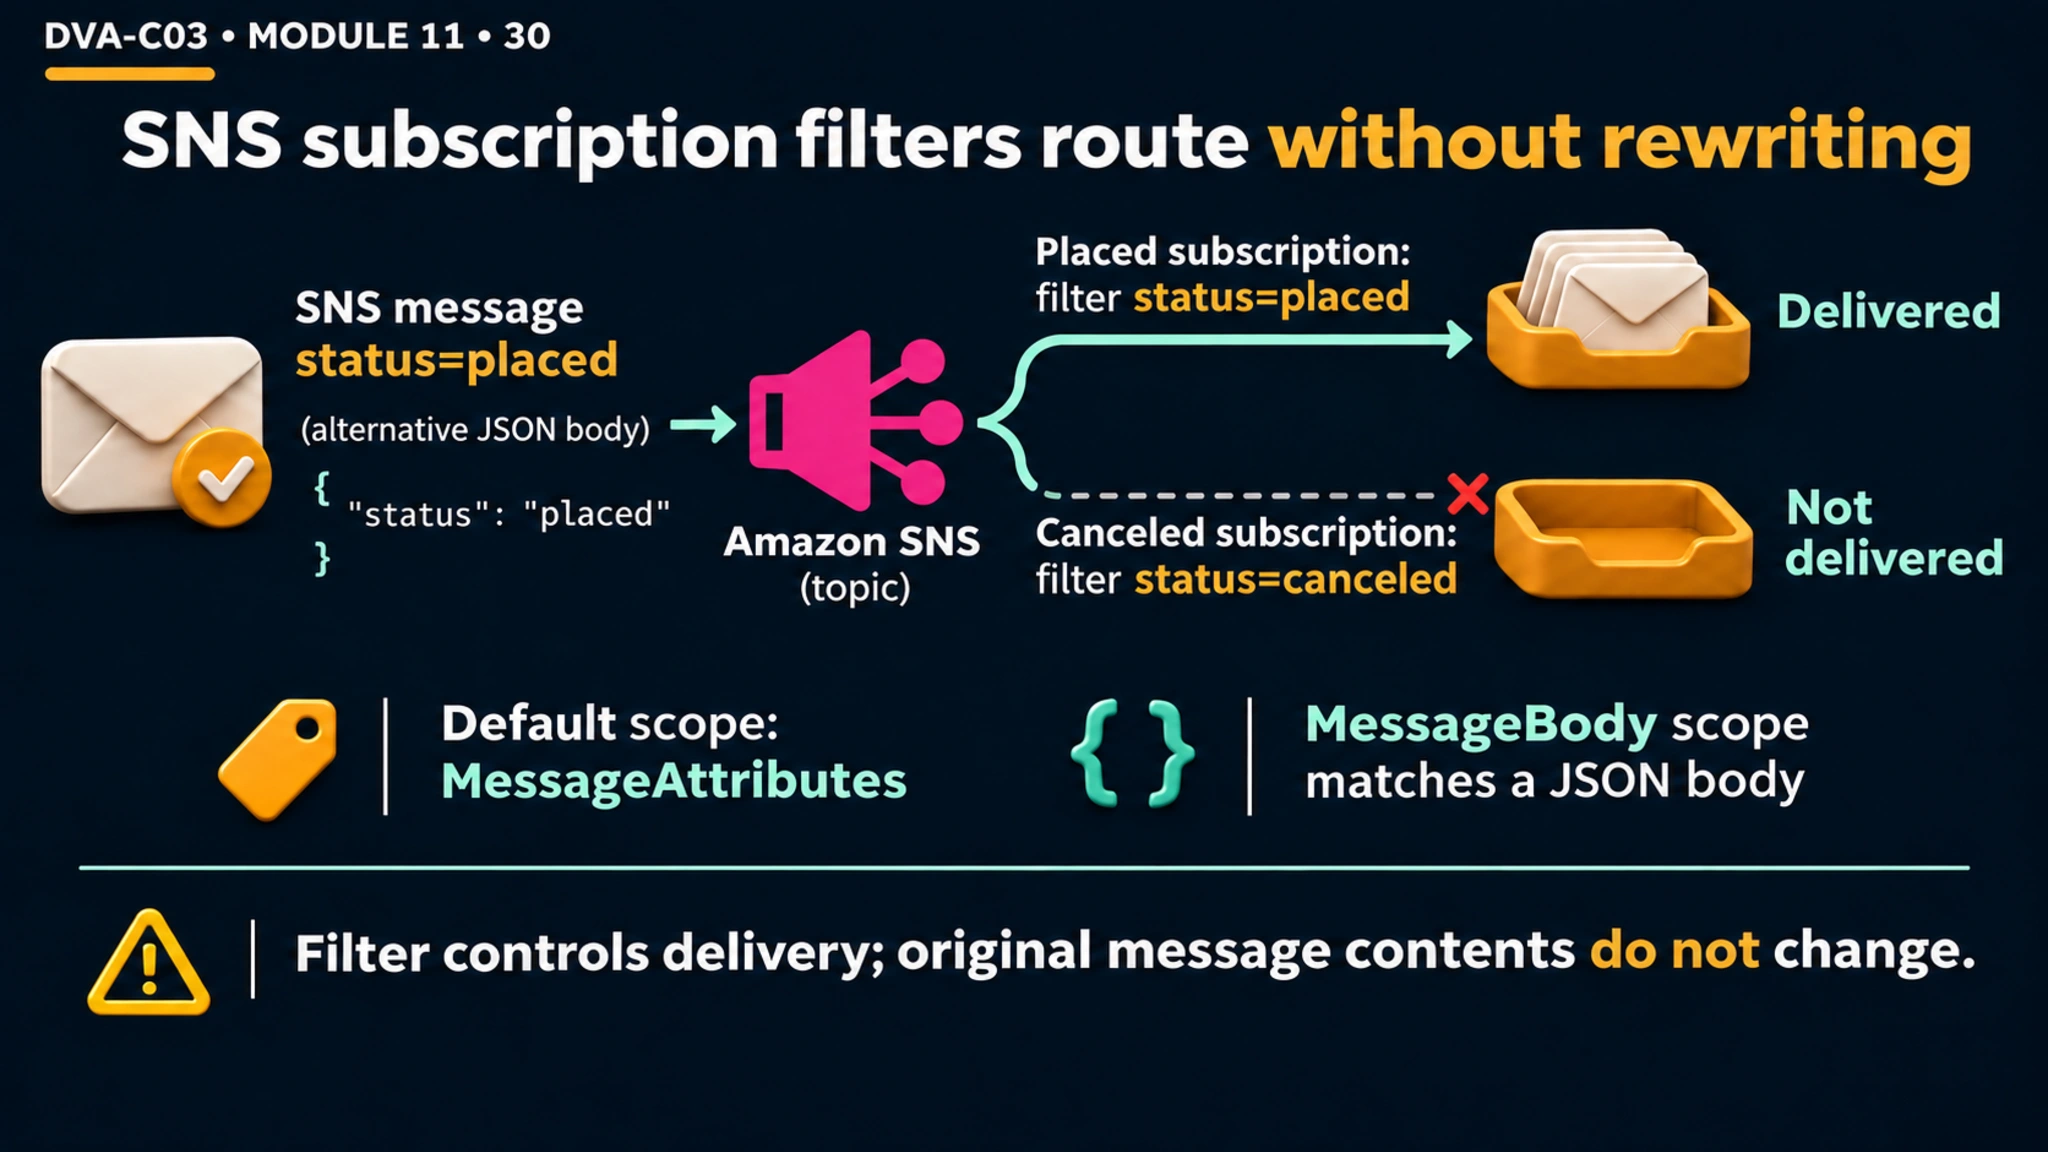 DVA-C03 • MODULE 11 • 30
SNS subscription filters route without rewriting
SNS message
status=placed
(alternative JSON body)
{
"status": "placed"
}
Amazon SNS
(topic)
Placed subscription:
filter status=placed
Delivered
Canceled subscription:
filter status=canceled
Not
delivered
Default scope:
MessageAttributes
MessageBody scope
matches a JSON body
Filter controls delivery; original message contents do not change.